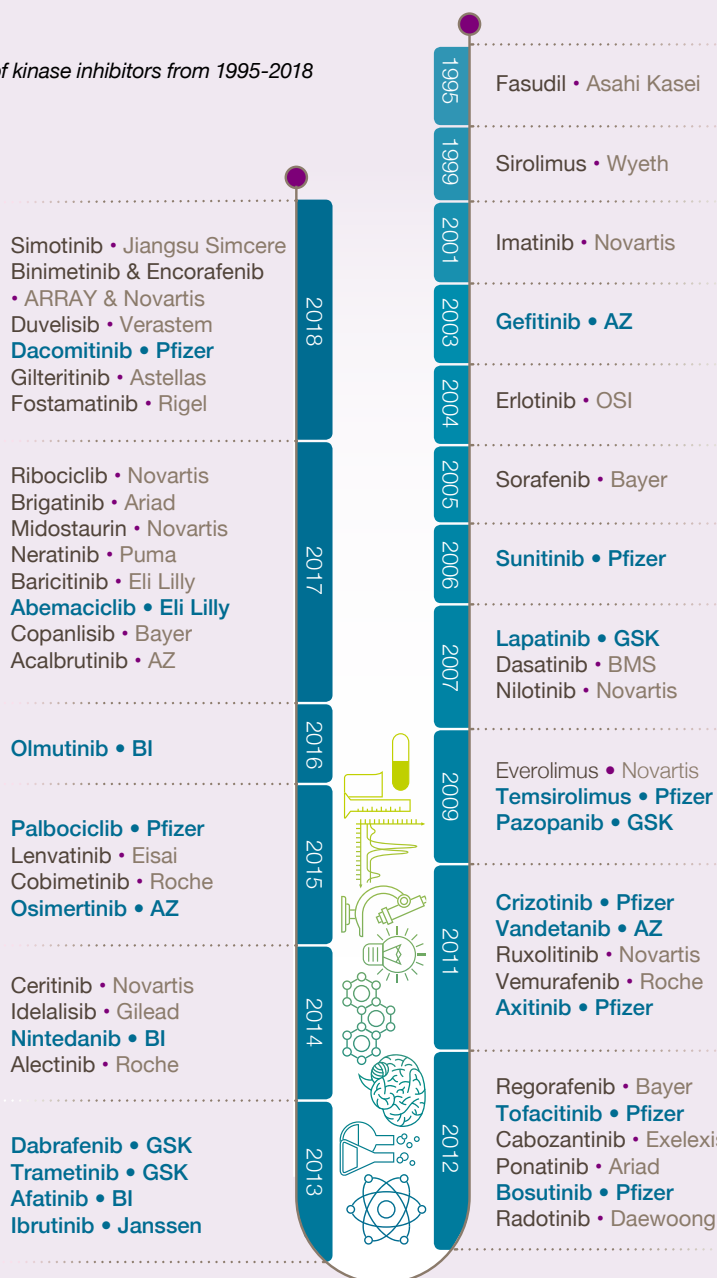 of kinase inhibitors from 1995-2018
1995
Fasudil • Asahi Kasei
1999
Sirolimus • Wyeth
2001
Imatinib • Novartis
2003
Gefitinib • AZ
2004
Erlotinib • OSI
2005
Sorafenib • Bayer
2006
Sunitinib • Pfizer
2007
Lapatinib • GSK
Dasatinib • BMS
Nilotinib • Novartis
2009
Everolimus • Novartis
Temsirolimus • Pfizer
Pazopanib • GSK
2011
Crizotinib • Pfizer
Vandetanib • AZ
Ruxolitinib • Novartis
Vemurafenib • Roche
Axitinib • Pfizer
2012
Regorafenib • Bayer
Tofacitinib • Pfizer
Cabozantinib • Exelexis
Ponatinib • Ariad
Bosutinib • Pfizer
Radotinib • Daewoong
2018
Simotinib • Jiangsu Simcere
Binimetinib & Encorafenib
• ARRAY & Novartis
Duvelisib • Verastem
Dacomitinib • Pfizer
Gilteritinib • Astellas
Fostamatinib • Rigel
2017
Ribociclib • Novartis
Brigatinib • Ariad
Midostaurin • Novartis
Neratinib • Puma
Baricitinib • Eli Lilly
Abemaciclib • Eli Lilly
Copanlisib • Bayer
Acalbrutinib • AZ
2016
Olmutinib • BI
2015
Palbociclib • Pfizer
Lenvatinib • Eisai
Cobimetinib • Roche
Osimertinib • AZ
2014
Ceritinib • Novartis
Idelalisib • Gilead
Nintedanib • BI
Alectinib • Roche
2013
Dabrafenib • GSK
Trametinib • GSK
Afatinib • BI
Ibrutinib • Janssen